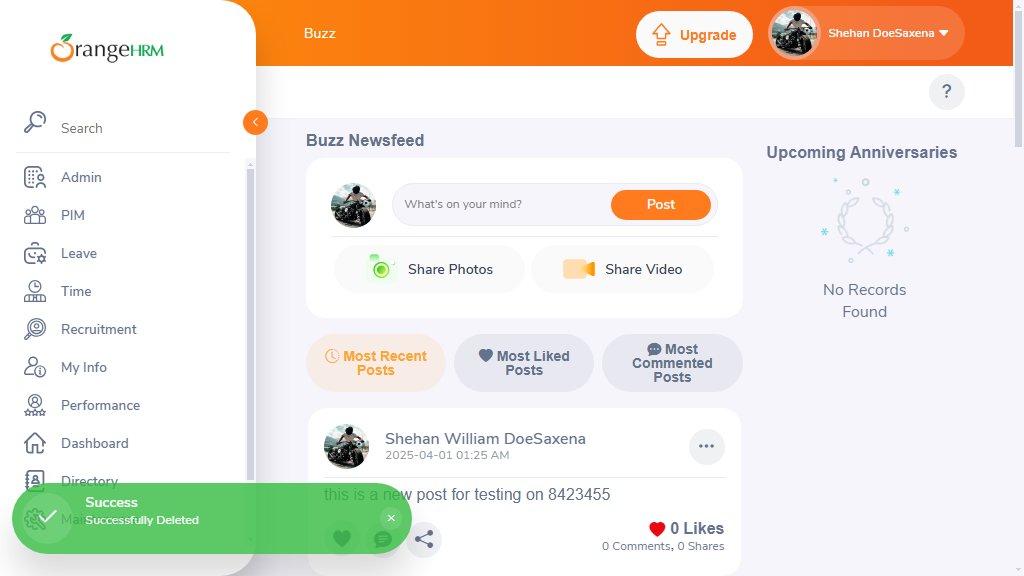 OrangeHRM
Buzz
Upgrade
Shehan DoeSaxena
Search
?
Admin
PIM
Leave
Time
Recruitment
My Info
Performance
Dashboard
Directory
Buzz Newsfeed
What's on your mind?
Post
Share Photos
Share Video
Most Recent
Posts
Most Liked
Posts
Most
Commented
Posts
Shehan William DoeSaxena
2025-04-01 01:25 AM
this is a new post for testing on 8423455
0 Likes
0 Comments, 0 Shares
Upcoming Anniversaries
No Records
Found
Success
Successfully Deleted